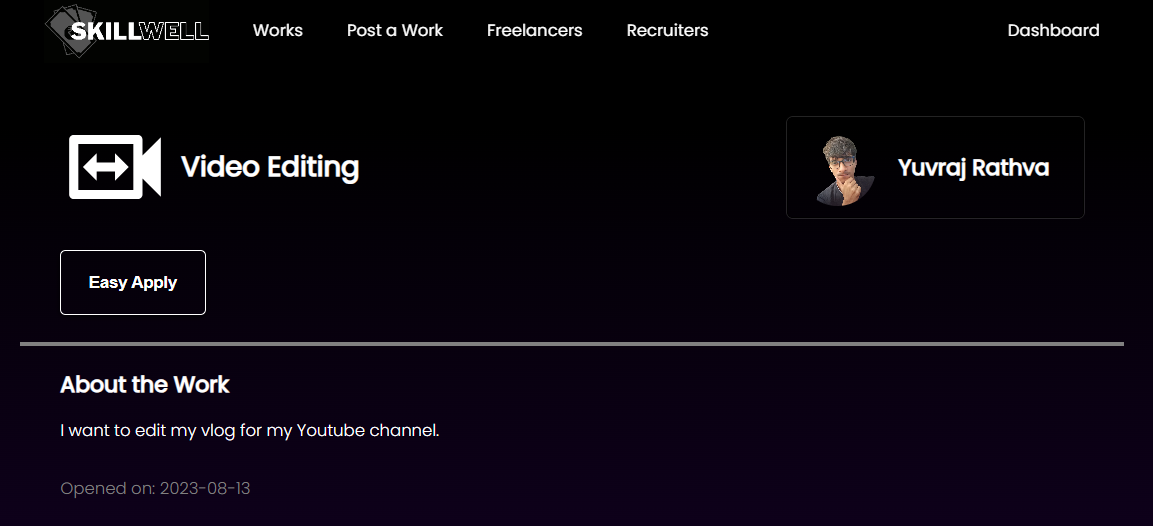 SKILLWELL
Works Post a Work Freelancers Recruiters Dashboard
Video Editing
Yuvraj Rathva
Easy Apply
About the Work
I want to edit my vlog for my Youtube channel.
Opened on: 2023-08-13